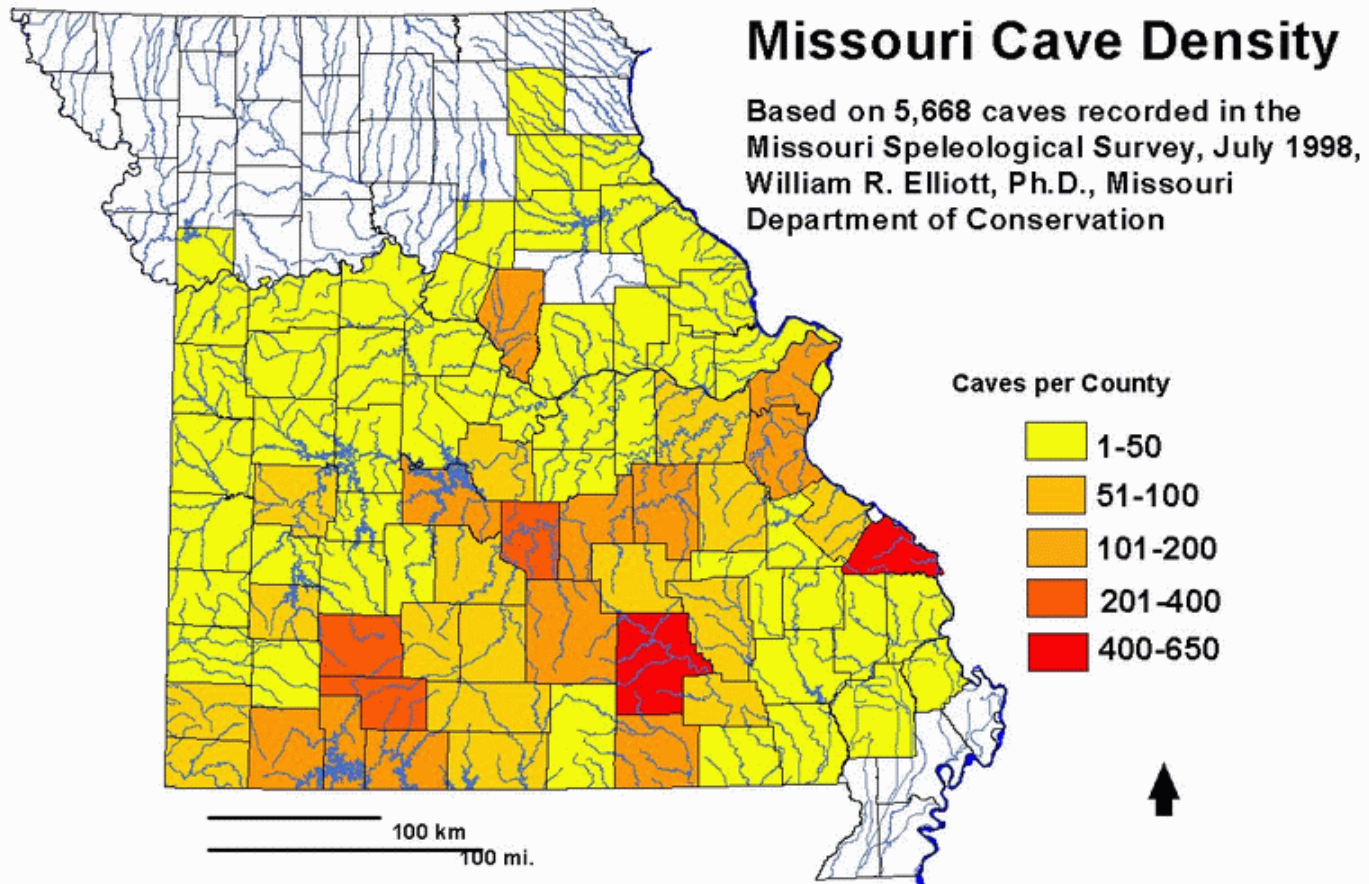 Missouri Cave Density
Based on 5,668 caves recorded in the
Missouri Speleological Survey, July 1998,
William R. Elliott, Ph.D., Missouri
Department of Conservation
Caves per County
1-50
51-100
101-200
201-400
400-650
100 km
100 mi.